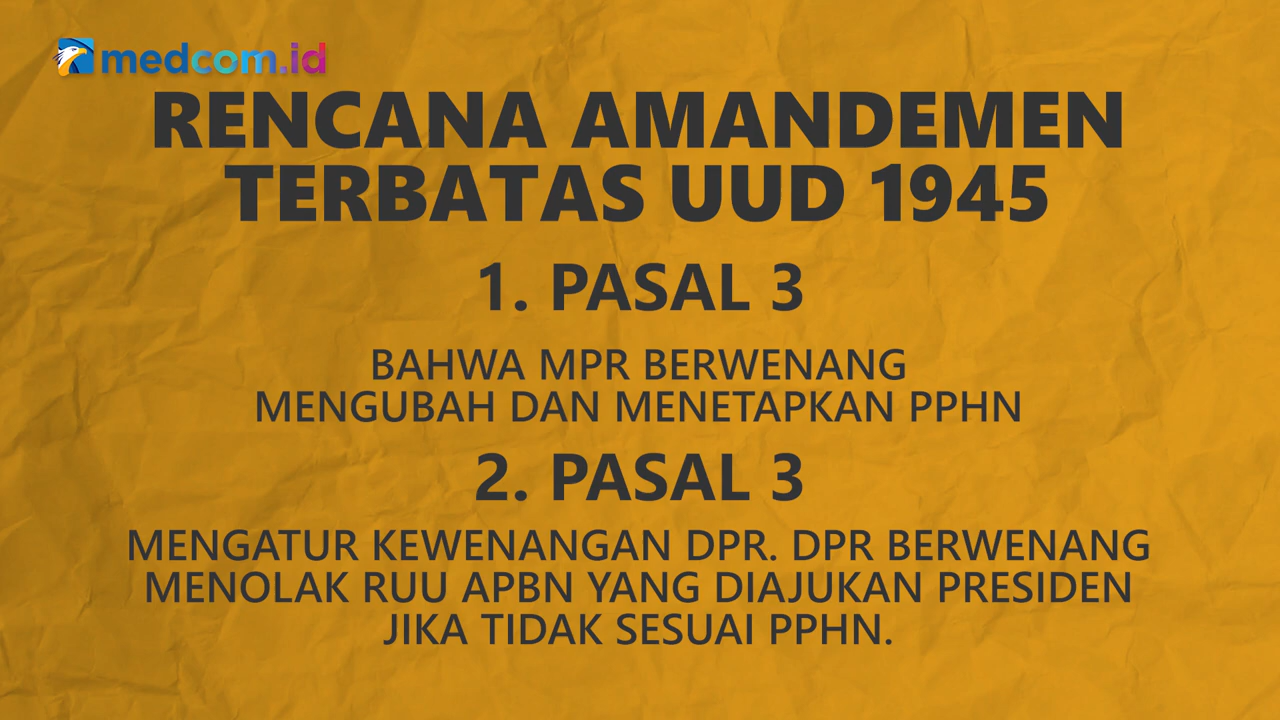 medcom.id
RENCANA AMANDEMEN
TERBATAS UUD 1945
1. PASAL 3
BAHWA MPR BERWENANG
MENGUBAH DAN MENETAPKAN PPHN
2. PASAL 3
MENGATUR KEWENANGAN DPR. DPR BERWENANG
MENOLAK RUU APBN YANG DIAJUKAN PRESIDEN
JIKA TIDAK SESUAI PPHN.